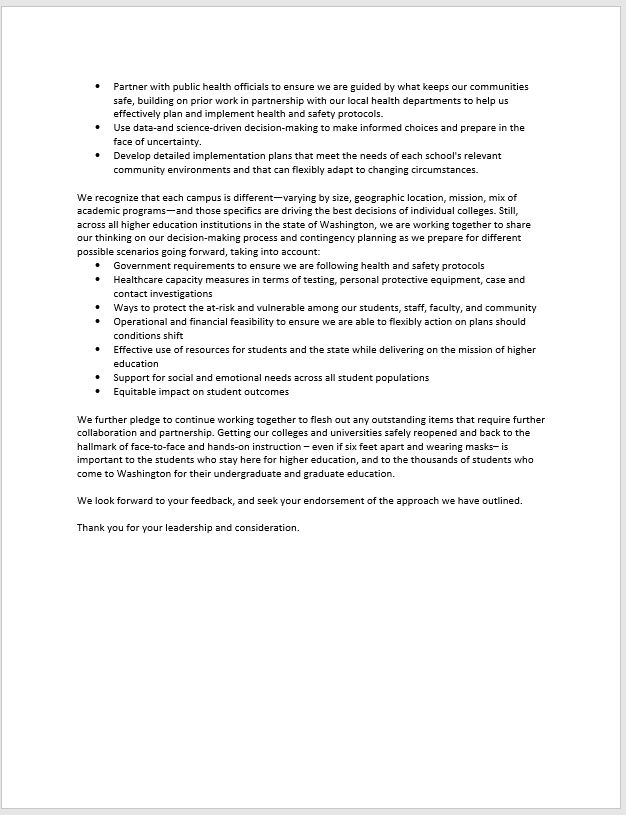 • Partner with public health officials to ensure we are guided by what keeps our communities
safe, building on prior work in partnership with our local health departments to help us
effectively plan and implement health and safety protocols.
• Use data-and science-driven decision-making to make informed choices and prepare in the
face of uncertainty.
• Develop detailed implementation plans that meet the needs of each school's relevant
community environments and that can flexibly adapt to changing circumstances.
We recognize that each campus is different—varying by size, geographic location, mission, mix of
academic programs—and those specifics are driving the best decisions of individual colleges. Still,
across all higher education institutions in the state of Washington, we are working together to share
our thinking on our decision-making process and contingency planning as we prepare for different
possible scenarios going forward, taking into account:
• Government requirements to ensure we are following health and safety protocols
• Healthcare capacity measures in terms of testing, personal protective equipment, case and
contact investigations
• Ways to protect the at-risk and vulnerable among our students, staff, faculty, and community
• Operational and financial feasibility to ensure we are able to flexibly action on plans should
conditions shift
• Effective use of resources for students and the state while delivering on the mission of higher
education
• Support for social and emotional needs across all student populations
• Equitable impact on student outcomes
We further pledge to continue working together to flesh out any outstanding items that require further
collaboration and partnership. Getting our colleges and universities safely reopened and back to the
hallmark of face-to-face and hands-on instruction – even if six feet apart and wearing masks– is
important to the students who stay here for higher education, and to the thousands of students who
come to Washington for their undergraduate and graduate education.
We look forward to your feedback, and seek your endorsement of the approach we have outlined.
Thank you for your leadership and consideration.